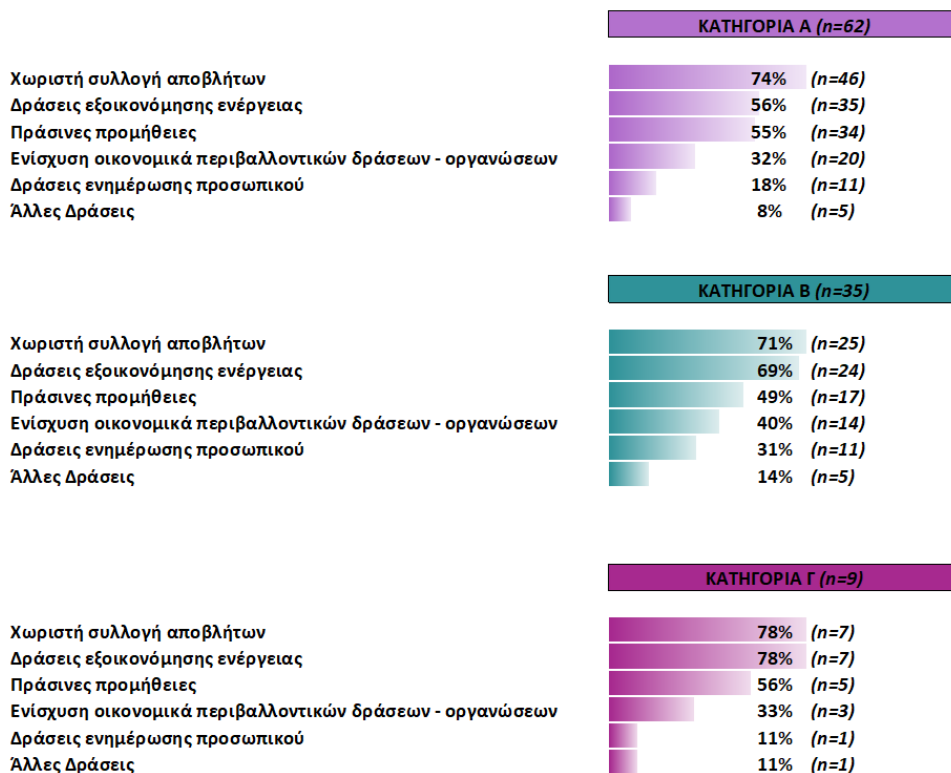 ΚΑΤΗΓΟΡΙΑ Α (n=62)
Χωριστή συλλογή αποβλήτων 74% (n=46)
Δράσεις εξοικονόμησης ενέργειας 56% (n=35)
Πράσινες προμήθειες 55% (n=34)
Ενίσχυση οικονομικά περιβαλλοντικών δράσεων - οργανώσεων 32% (n=20)
Δράσεις ενημέρωσης προσωπικού 18% (n=11)
Άλλες Δράσεις 8% (n=5)
ΚΑΤΗΓΟΡΙΑ Β (n=35)
Χωριστή συλλογή αποβλήτων 71% (n=25)
Δράσεις εξοικονόμησης ενέργειας 69% (n=24)
Πράσινες προμήθειες 49% (n=17)
Ενίσχυση οικονομικά περιβαλλοντικών δράσεων - οργανώσεων 40% (n=14)
Δράσεις ενημέρωσης προσωπικού 31% (n=11)
Άλλες Δράσεις 14% (n=5)
ΚΑΤΗΓΟΡΙΑ Γ (n=9)
Χωριστή συλλογή αποβλήτων 78% (n=7)
Δράσεις εξοικονόμησης ενέργειας 78% (n=7)
Πράσινες προμήθειες 56% (n=5)
Ενίσχυση οικονομικά περιβαλλοντικών δράσεων - οργανώσεων 33% (n=3)
Δράσεις ενημέρωσης προσωπικού 11% (n=1)
Άλλες Δράσεις 11% (n=1)